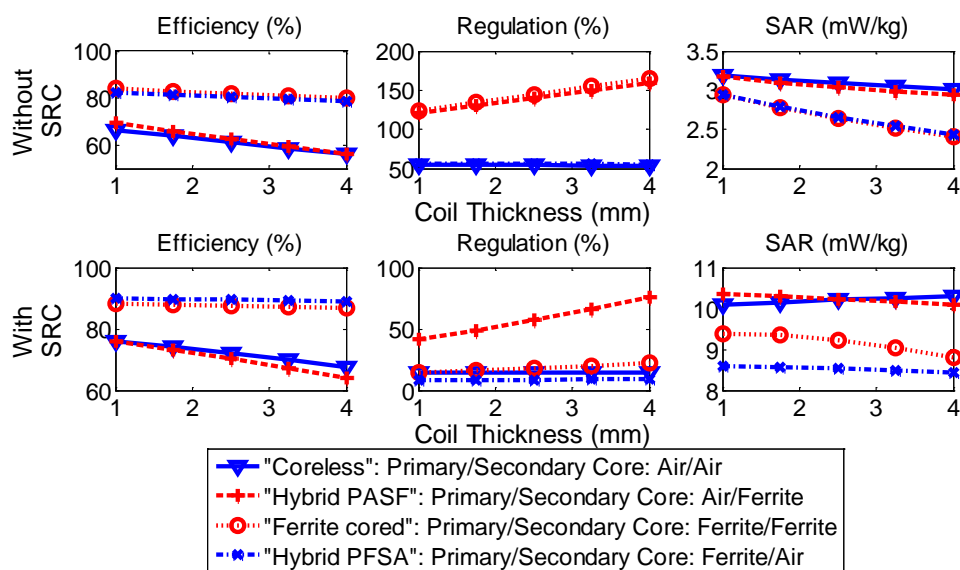 Efficiency (%)
Regulation (%)
SAR (mW/kg)
Without
SRC
100
80
60
1 2 3 4
200
150
100
50
1 2 3 4
3.5
3
2.5
2
1 2 3 4
Coil Thickness (mm)
Efficiency (%)
Regulation (%)
SAR (mW/kg)
With
SRC
100
80
60
1 2 3 4
100
50
0
1 2 3 4
11
10
9
8
1 2 3 4
Coil Thickness (mm)
"Coreless": Primary/Secondary Core: Air/Air
"Hybrid PASF": Primary/Secondary Core: Air/Ferrite
"Ferrite cored": Primary/Secondary Core: Ferrite/Ferrite
"Hybrid PFSA": Primary/Secondary Core: Ferrite/Air